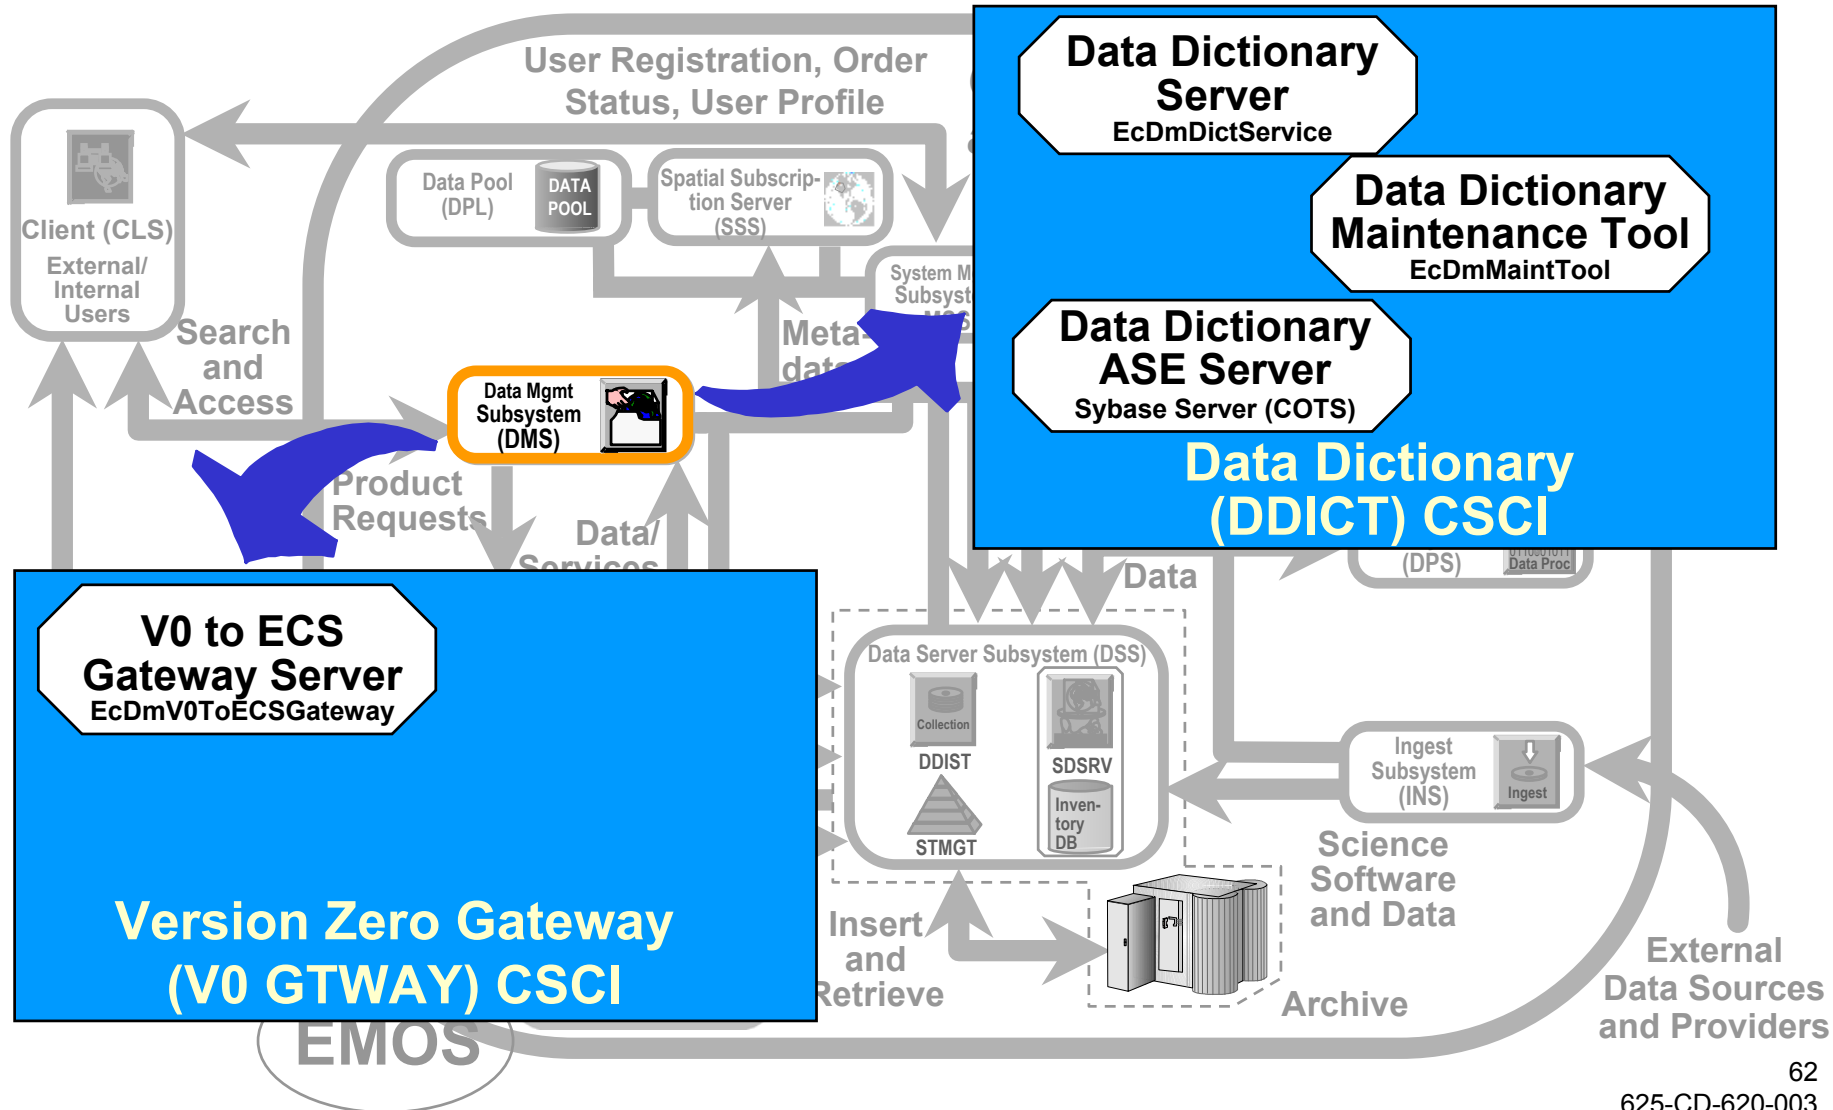 User Registration, Order
Status, User Profile
Data Dictionary
Server
EcDmDictService
Data Dictionary
Maintenance Tool
EcDmMaintTool
Data Dictionary
ASE Server
Sybase Server (COTS)
Data Dictionary
(DDICT) CSCI
Client (CLS)
External/
Internal
Users
Data Pool
(DPL)
DATA
POOL
Spatial Subscrip-
tion Server
(SSS)
System M
Subsyst
Search
and
Access
Meta-
data
Data Mgmt
Subsystem
(DMS)
Product
Requests
Data/
Services
Data
(DPS)
Data Proc
V0 to ECS
Gateway Server
EcDmV0ToECSGateway
Version Zero Gateway
(V0 GTWAY) CSCI
Data Server Subsystem (DSS)
Collection
DDIST
SDSRV
STMGT
Inven-
tory
DB
Ingest
Subsystem
(INS)
Ingest
Science
Software
and Data
Insert
and
Retrieve
Archive
External
Data Sources
and Providers
EMOS
62
625-CD-620-003